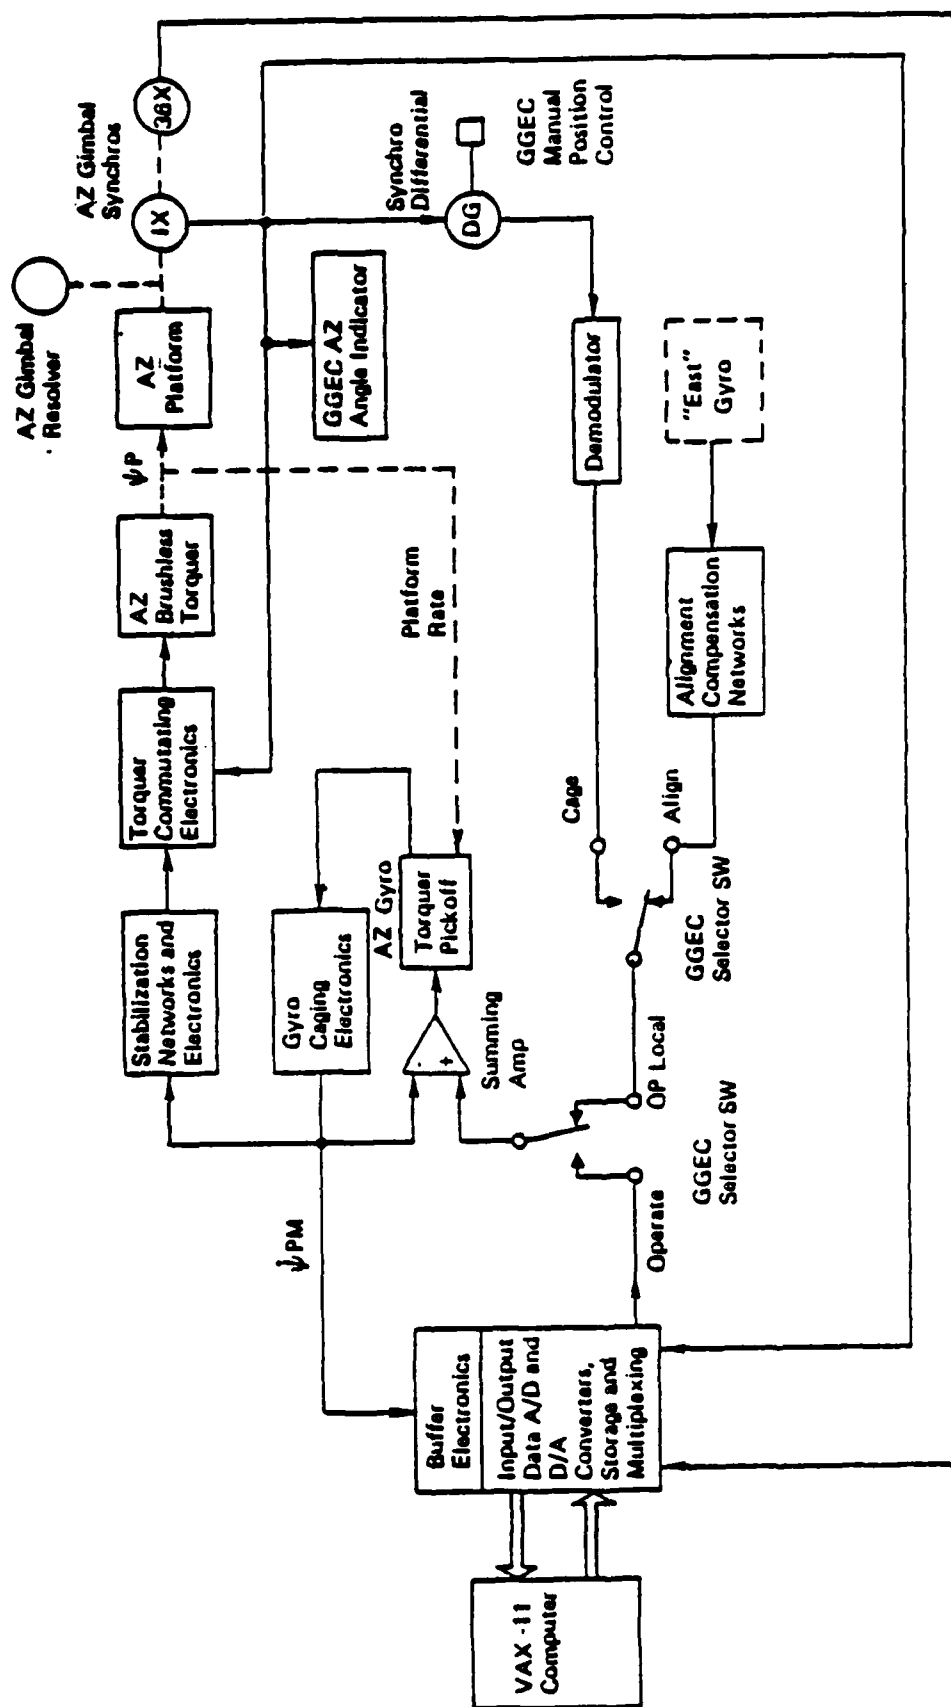 AZ Gimbal
Resolver
AZ Gimbal
Synchros
1X
36X
Stabilization
Networks and
Electronics
Torquer
Commutating
Electronics
AZ
Brushless
Torquer
ψP
AZ
Platform
GGEC AZ
Angle Indicator
Synchro
Differential
DG
GGEC
Manual
Position
Control
Platform
Rate
Gyro
Caging
Electronics
AZ Gyro
Torquer
Pickoff
-
+
Summing
Amp
ψ̇PM
Demodulator
"East"
Gyro
Alignment
Compensation
Networks
Cage
Align
GGEC
Selector SW
OP Local
Operate
GGEC
Selector SW
Buffer
Electronics
Input/Output
Data A/D and
D/A
Converters,
Storage and
Multiplexing
VAX-11
Computer